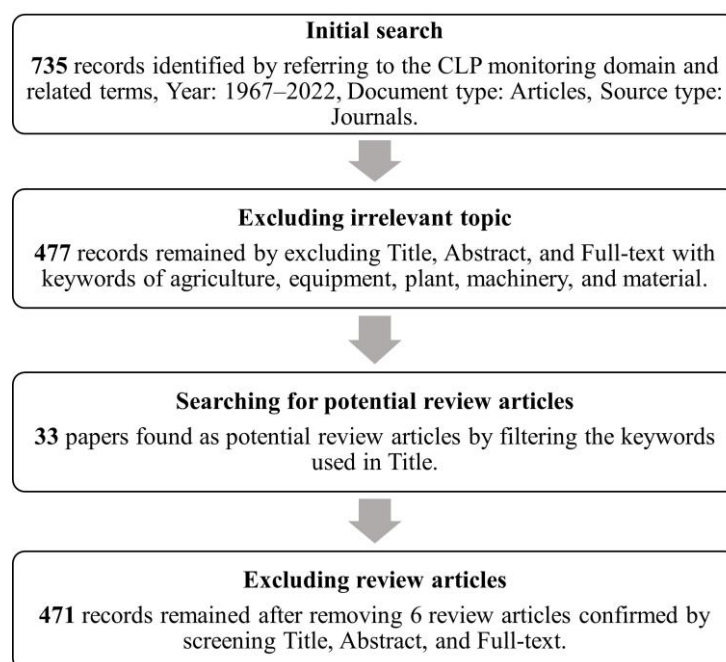 Initial search
735 records identified by referring to the CLP monitoring domain and
related terms, Year: 1967–2022, Document type: Articles, Source type:
Journals.
Excluding irrelevant topic
477 records remained by excluding Title, Abstract, and Full-text with
keywords of agriculture, equipment, plant, machinery, and material.
Searching for potential review articles
33 papers found as potential review articles by filtering the keywords
used in Title.
Excluding review articles
471 records remained after removing 6 review articles confirmed by
screening Title, Abstract, and Full-text.